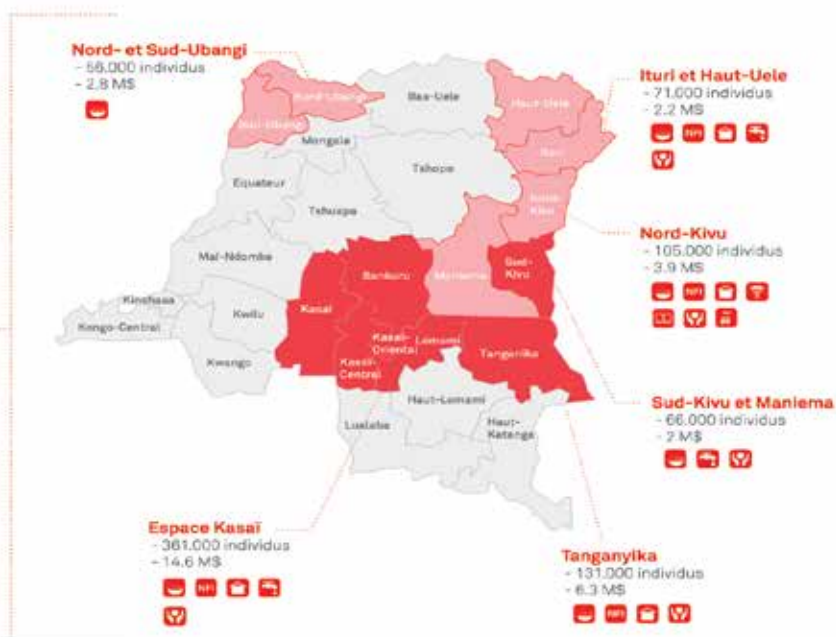 Nord- et Sud-Ubangi
- 56.000 individus
- 2.8 M$
Ituri et Haut-Uele
- 71.000 individus
- 2.2 M$
NFI
Nord-Kivu
- 105.000 individus
- 3.9 M$
NFI
Sud-Kivu et Maniema
- 66.000 individus
- 2 M$
Tanganyika
- 131.000 individus
- 6.3 M$
NFI
Espace Kasaï
- 361.000 individus
- 14.6 M$
NFI
Nord-Ubangi
Sud-Ubangi
Bas-Uele
Haut-Uele
Mongala
Ituri
Equateur
Tshopo
Nord-Kivu
Tshuapa
Maï-Ndombe
Sankuru
Maniema
Sud-Kivu
Kinshasa
Kasaï
Kongo-Central
Kwilu
Kasaï-Oriental
Lomami
Kwango
Kasaï-Central
Tanganika
Haut-Lomami
Lualaba
Haut-Katanga